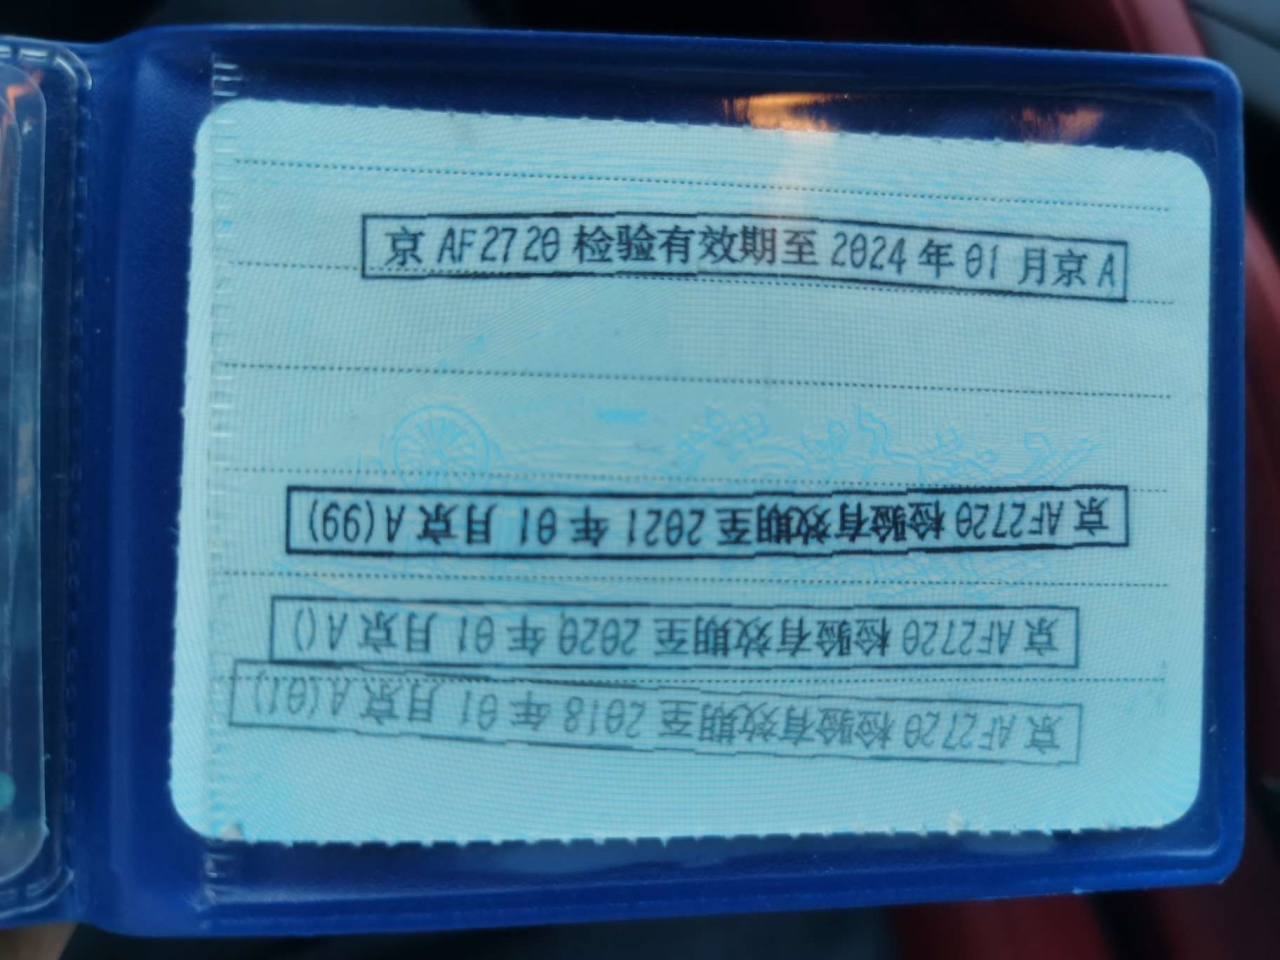 京 AF2720 检验有效期至 2024 年 01 月京 A
京 AF2720 检验有效期至 2021 年 01 月京 A(99)
京 AF2720 检验有效期至 2020 年 01 月京 A()
京 AF2720 检验有效期至 2018 年 01 月京 A(01)